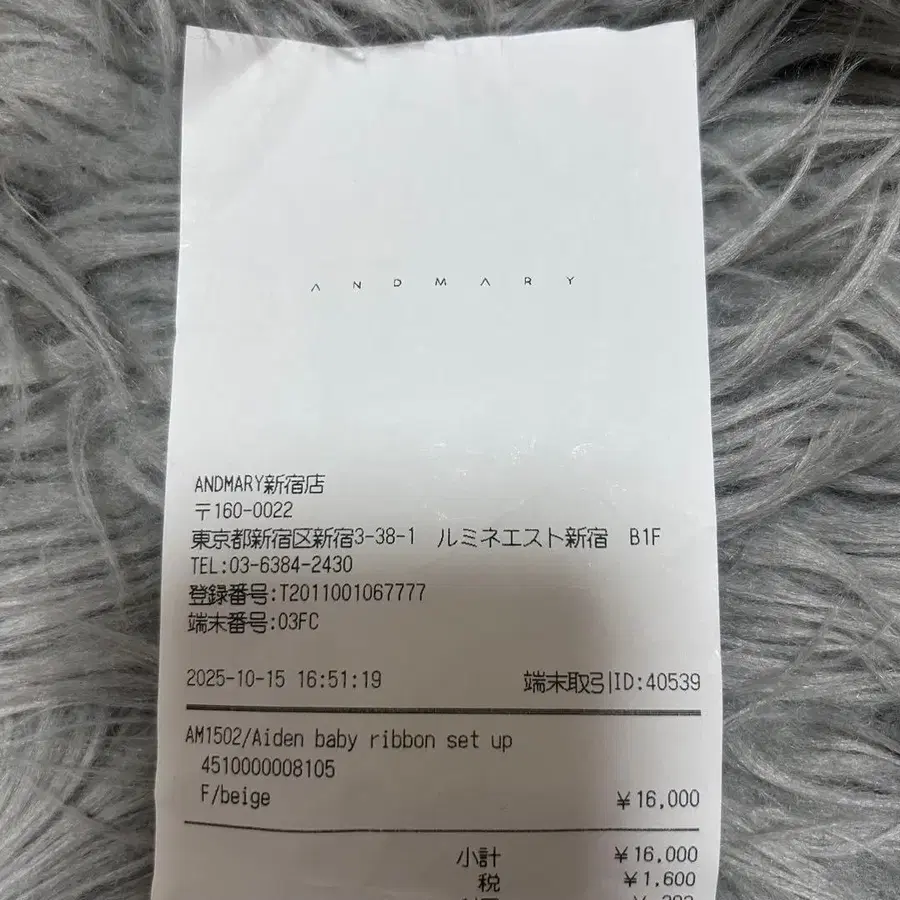 ANDMARY
ANDMARY新宿店
〒160-0022
東京都新宿区新宿3-38-1 ルミネエスト新宿 B1F
TEL:03-6384-2430
登録番号:T2011001067777
端末番号:03FC
2025-10-15 16:51:19 端末取引ID:40539
AM1502/Aiden baby ribbon set up
4510000008105
F/beige ¥16,000
小計 ¥16,000
税 ¥1,600